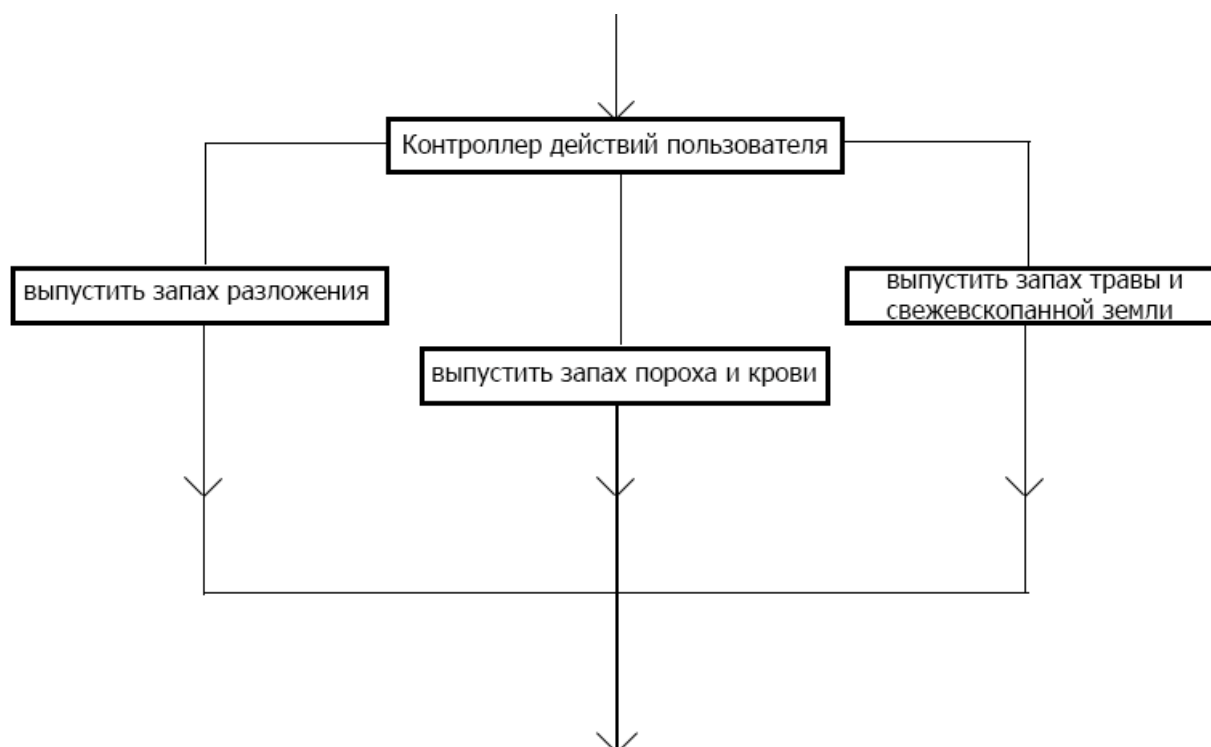 Контроллер действий пользователя
выпустить запах разложения
выпустить запах травы и
свежевскопанной земли
выпустить запах пороха и крови